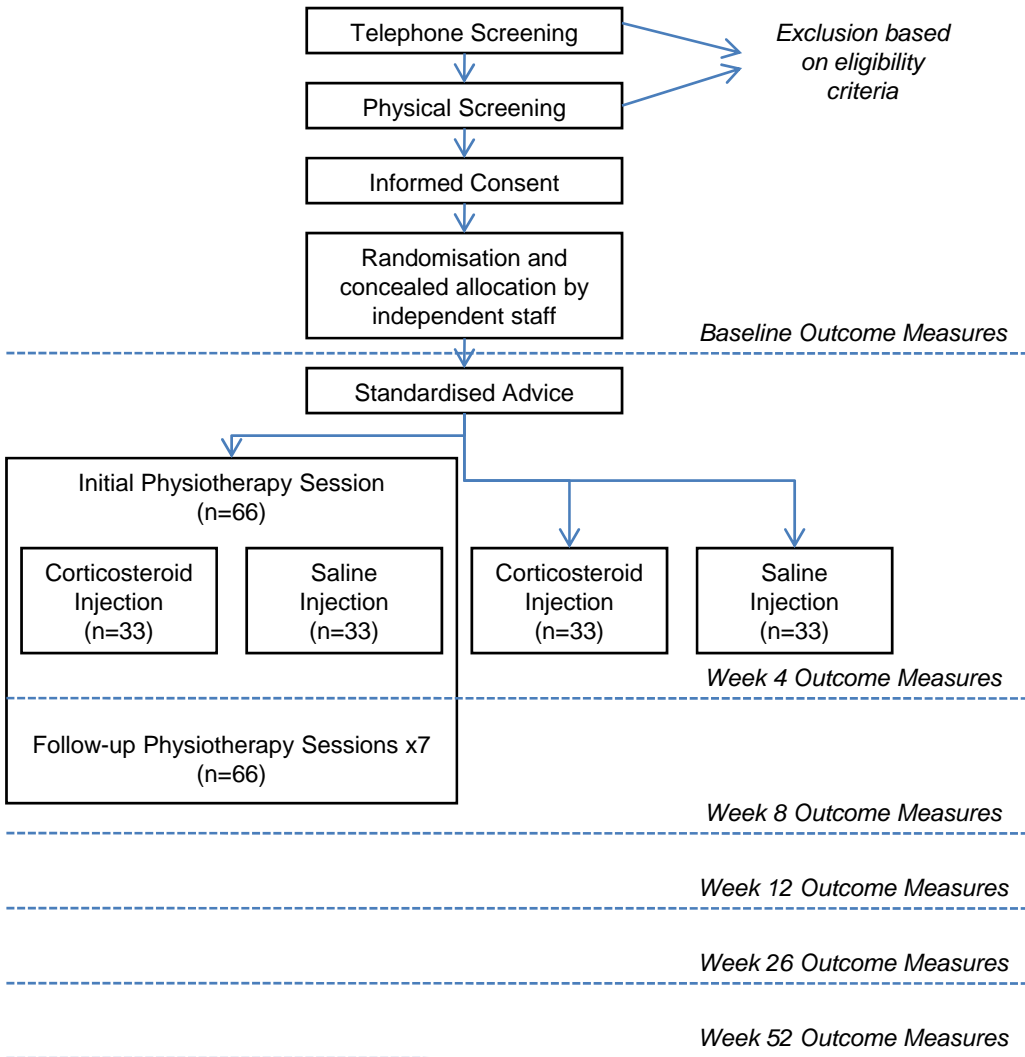 Telephone Screening
Exclusion based
on eligibility
criteria
Physical Screening
Informed Consent
Randomisation and
concealed allocation by
independent staff
Baseline Outcome Measures
Standardised Advice
Initial Physiotherapy Session
(n=66)
Corticosteroid
Injection
(n=33)
Saline
Injection
(n=33)
Corticosteroid
Injection
(n=33)
Saline
Injection
(n=33)
Week 4 Outcome Measures
Follow-up Physiotherapy Sessions x7
(n=66)
Week 8 Outcome Measures
Week 12 Outcome Measures
Week 26 Outcome Measures
Week 52 Outcome Measures